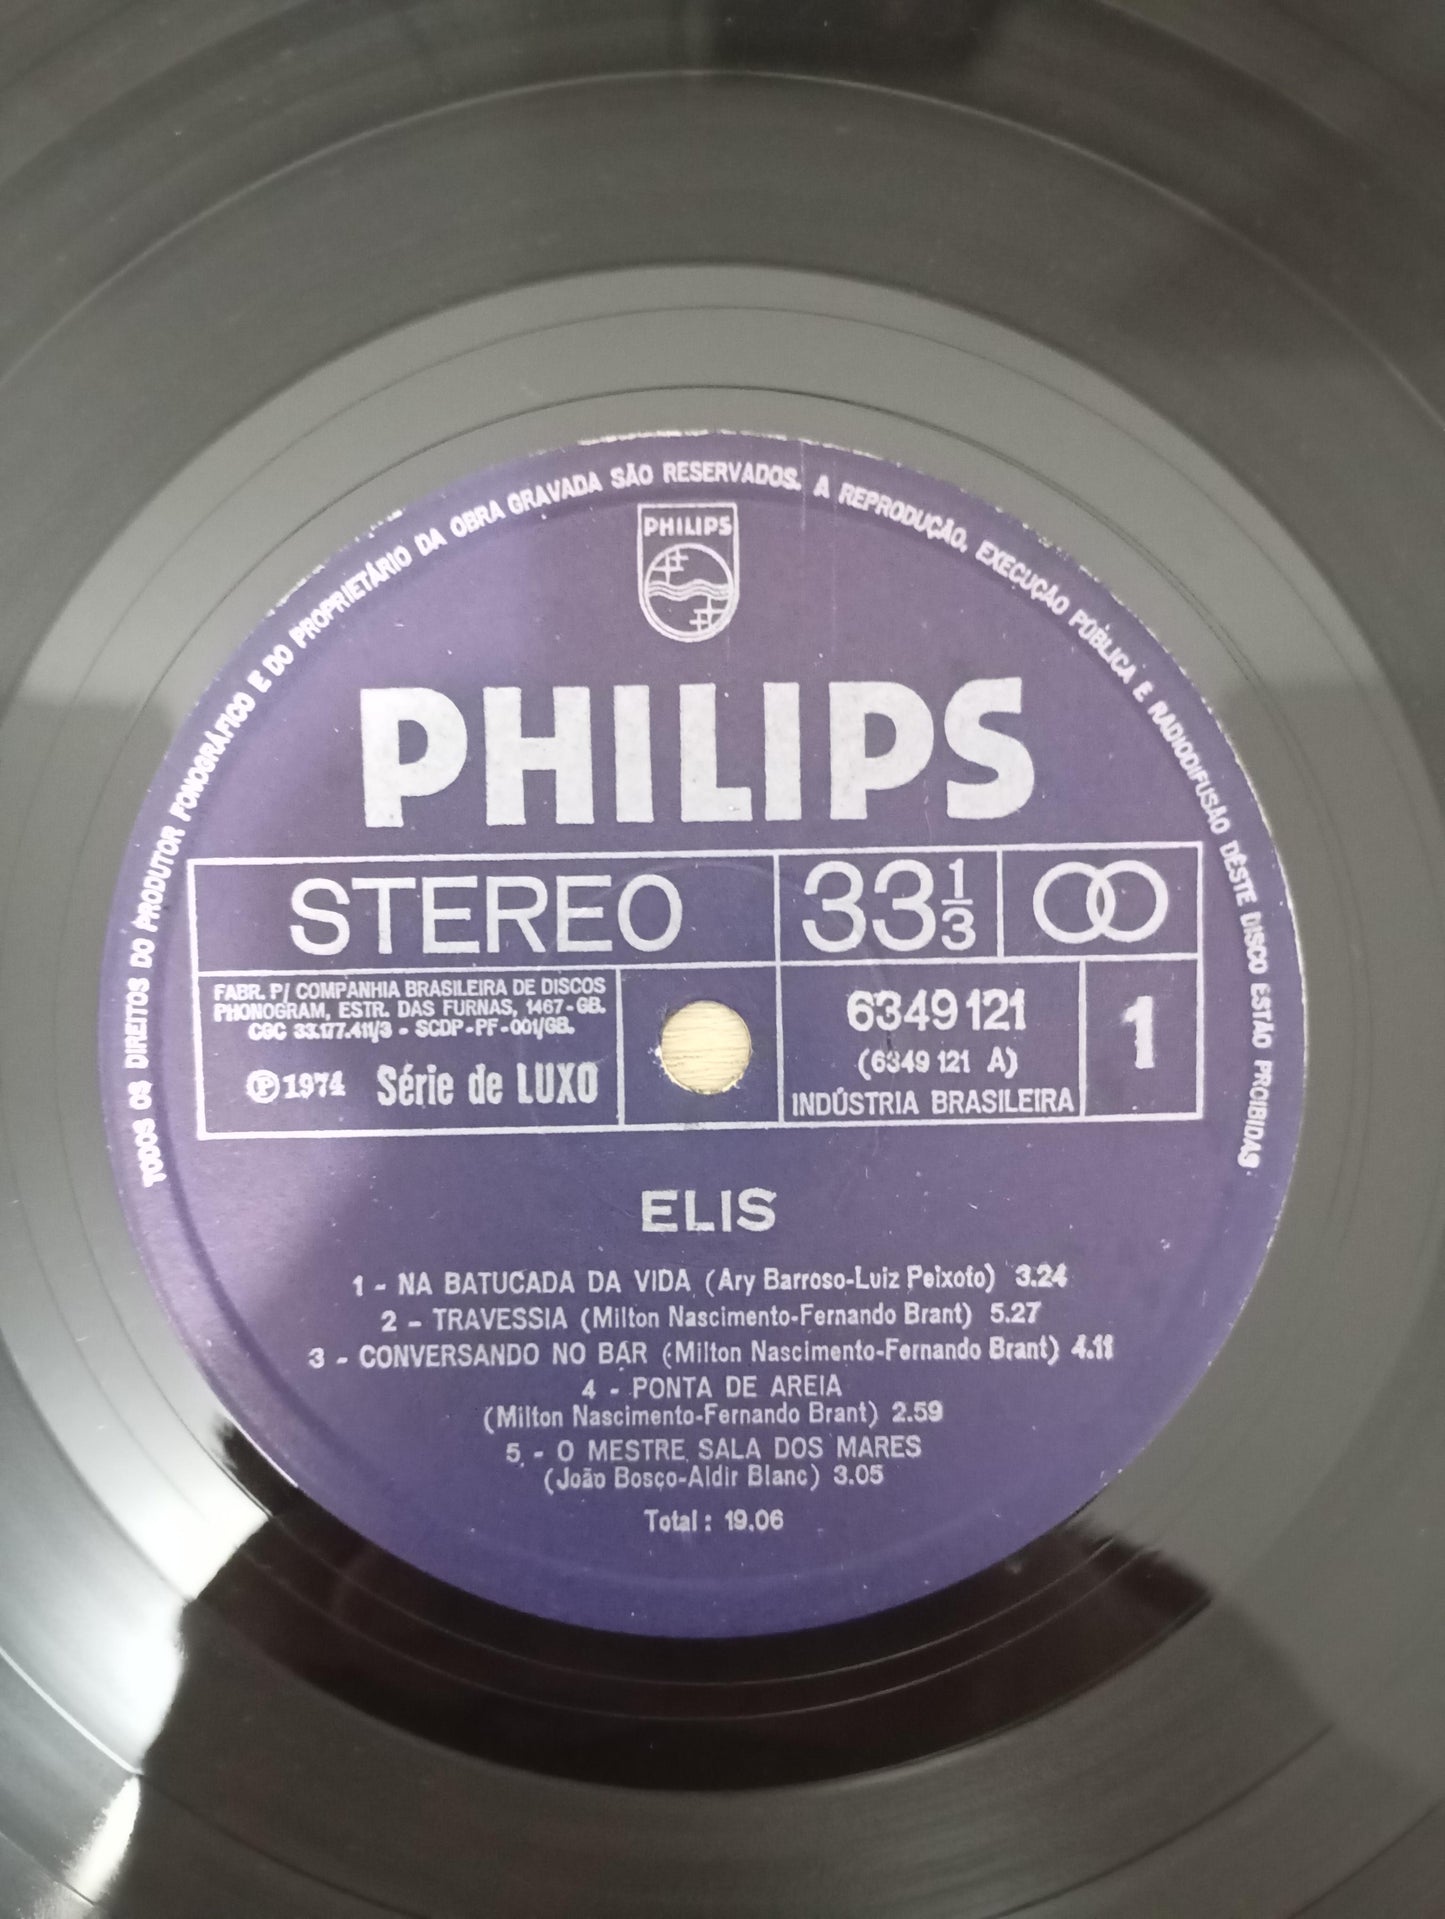 TODOS OS DIREITOS DO PRODUTOR FONOGRÁFICO E DO PROPRIETÁRIO DA OBRA GRAVADA SÃO RESERVADOS. A REPRODUÇÃO, EXECUÇÃO PÚBLICA E RADIODIFUSÃO DÊSTE DISCO ESTÃO PROIBIDAS
PHILIPS
PHILIPS
STEREO 33 1/3
FABR. P/ COMPANHIA BRASILEIRA DE DISCOS
PHONOGRAM, ESTR. DAS FURNAS, 1467-GB.
CGC 33.177.411/3 - SCDP-PF-001/GB.
Ⓟ 1974 Série de LUXO
6349 121
(6349 121 A)
INDÚSTRIA BRASILEIRA
1
ELIS
1 - NA BATUCADA DA VIDA (Ary Barroso-Luiz Peixoto) 3.24
2 - TRAVESSIA (Milton Nascimento-Fernando Brant) 5.27
3 - CONVERSANDO NO BAR (Milton Nascimento-Fernando Brant) 4.11
4 - PONTA DE AREIA
(Milton Nascimento-Fernando Brant) 2.59
5 - O MESTRE SALA DOS MARES
(João Bosco-Aldir Blanc) 3.05
Total: 19.06